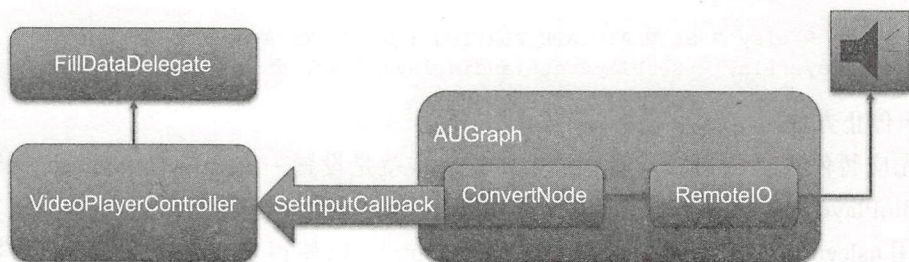 FillDataDelegate
AUGraph
VideoPlayerController
SetInputCallback
ConvertNode
RemoteIO